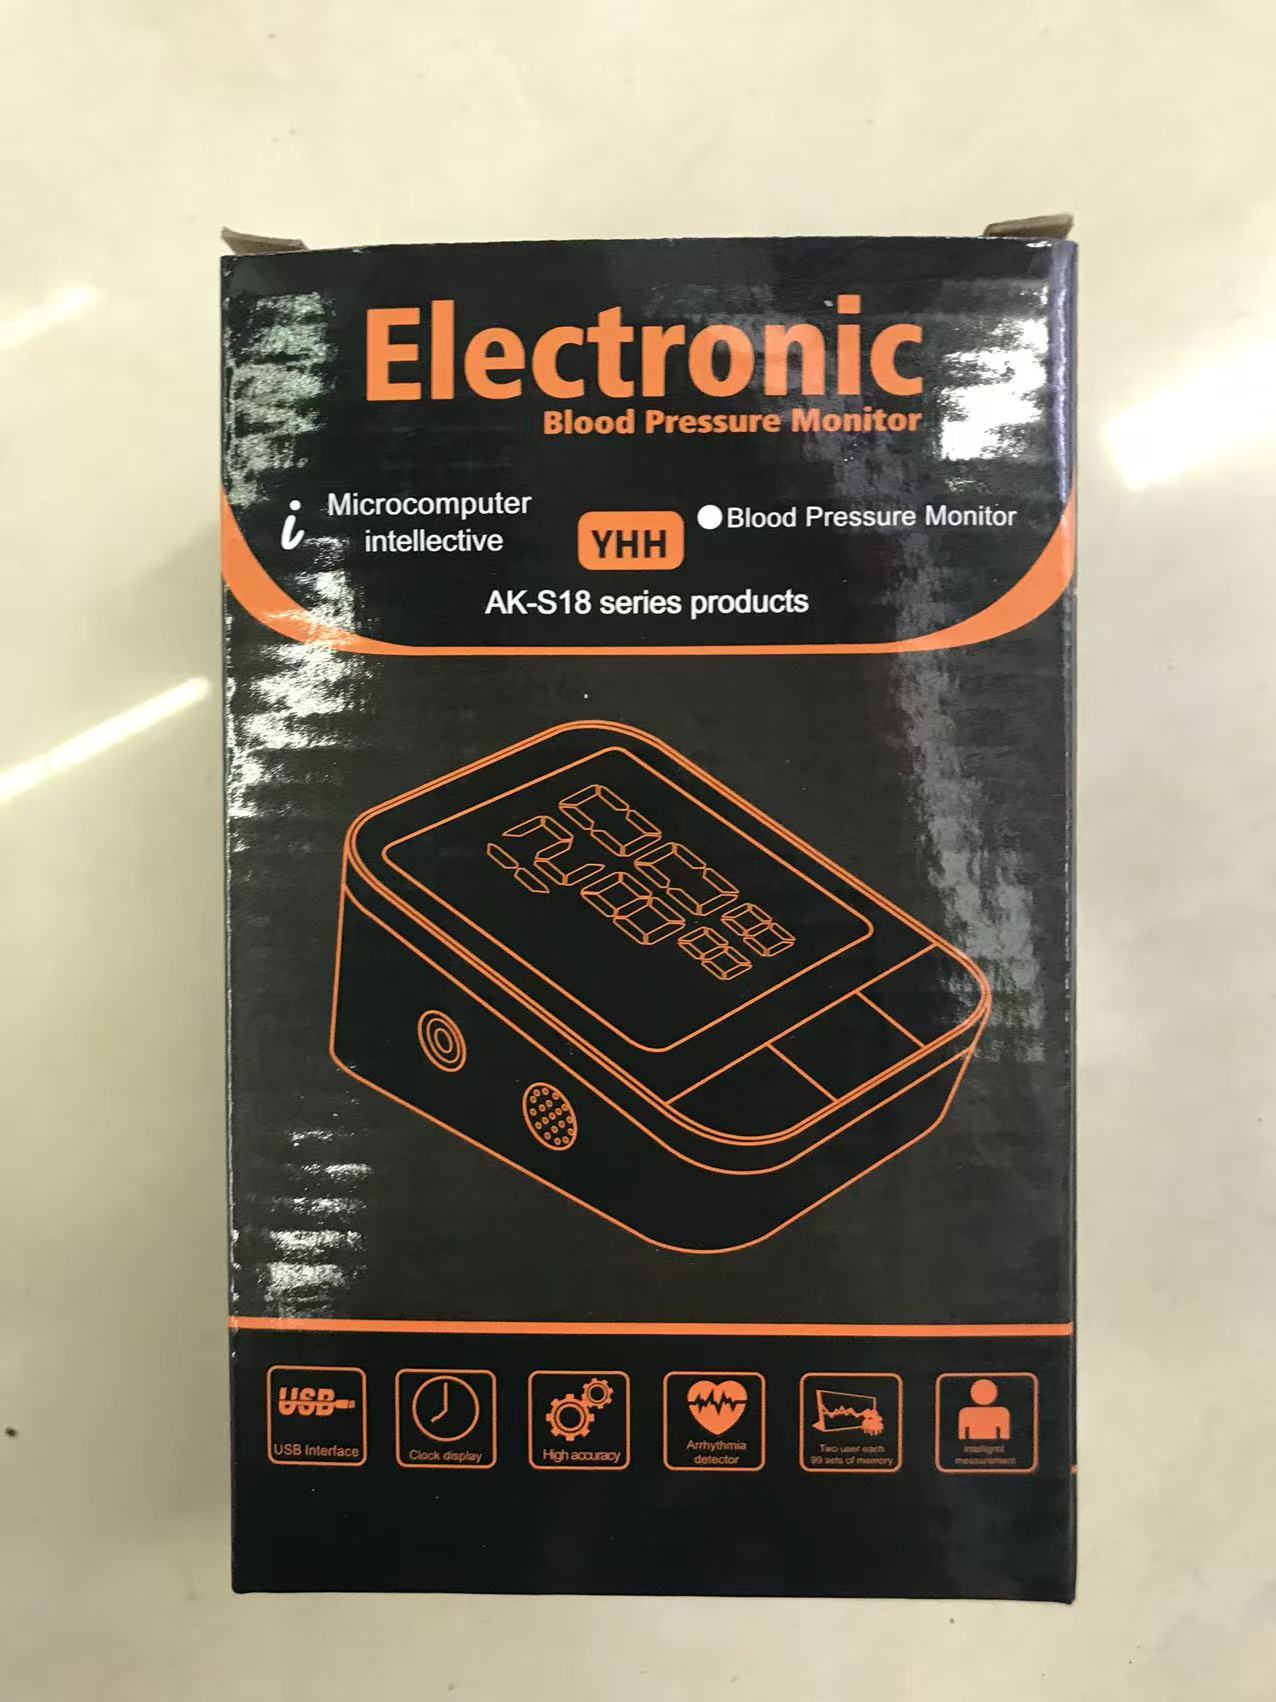 Electronic
Blood Pressure Monitor
i
Microcomputer
intellective
YHH
Blood Pressure Monitor
AK-S18 series products
USB
USB Interface
Clock display
High accuracy
Arrhythmia
detector
Two user each
99 sets of memory
measurement